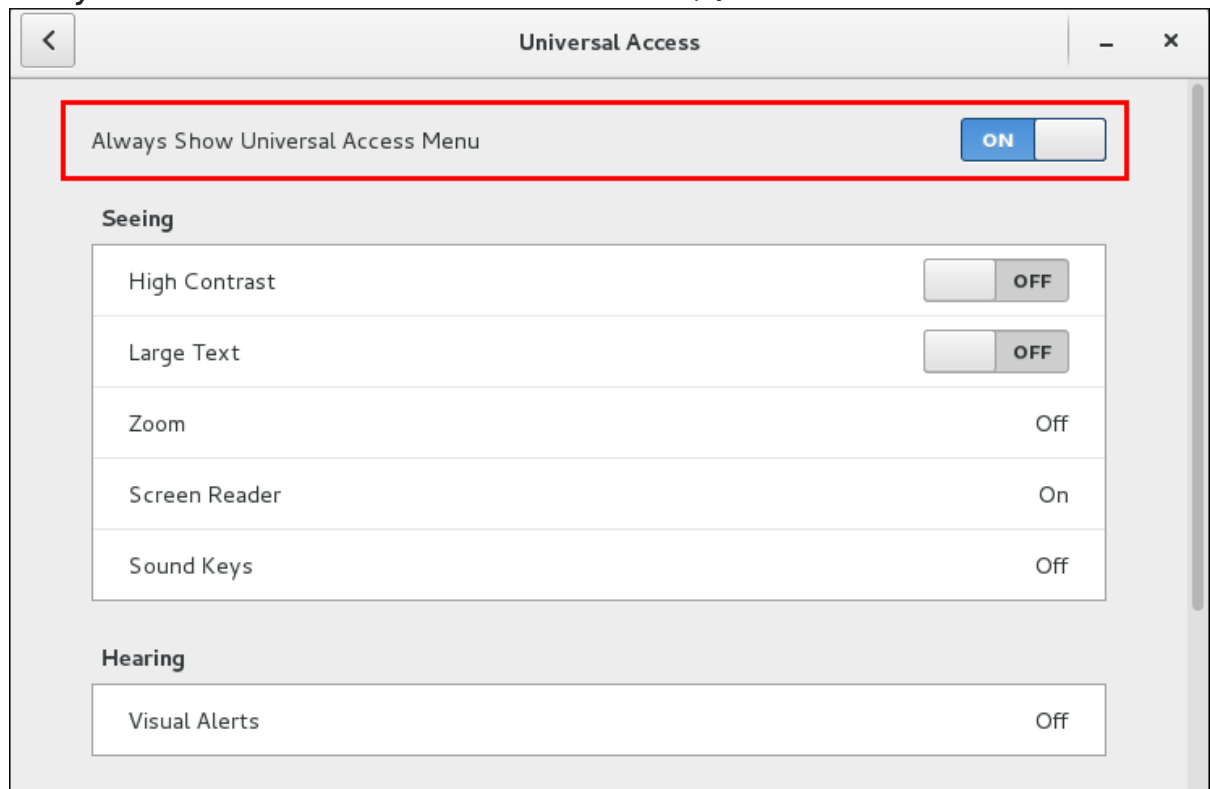 Universal Access
Always Show Universal Access Menu ON
Seeing
High Contrast OFF
Large Text OFF
Zoom Off
Screen Reader On
Sound Keys Off
Hearing
Visual Alerts Off